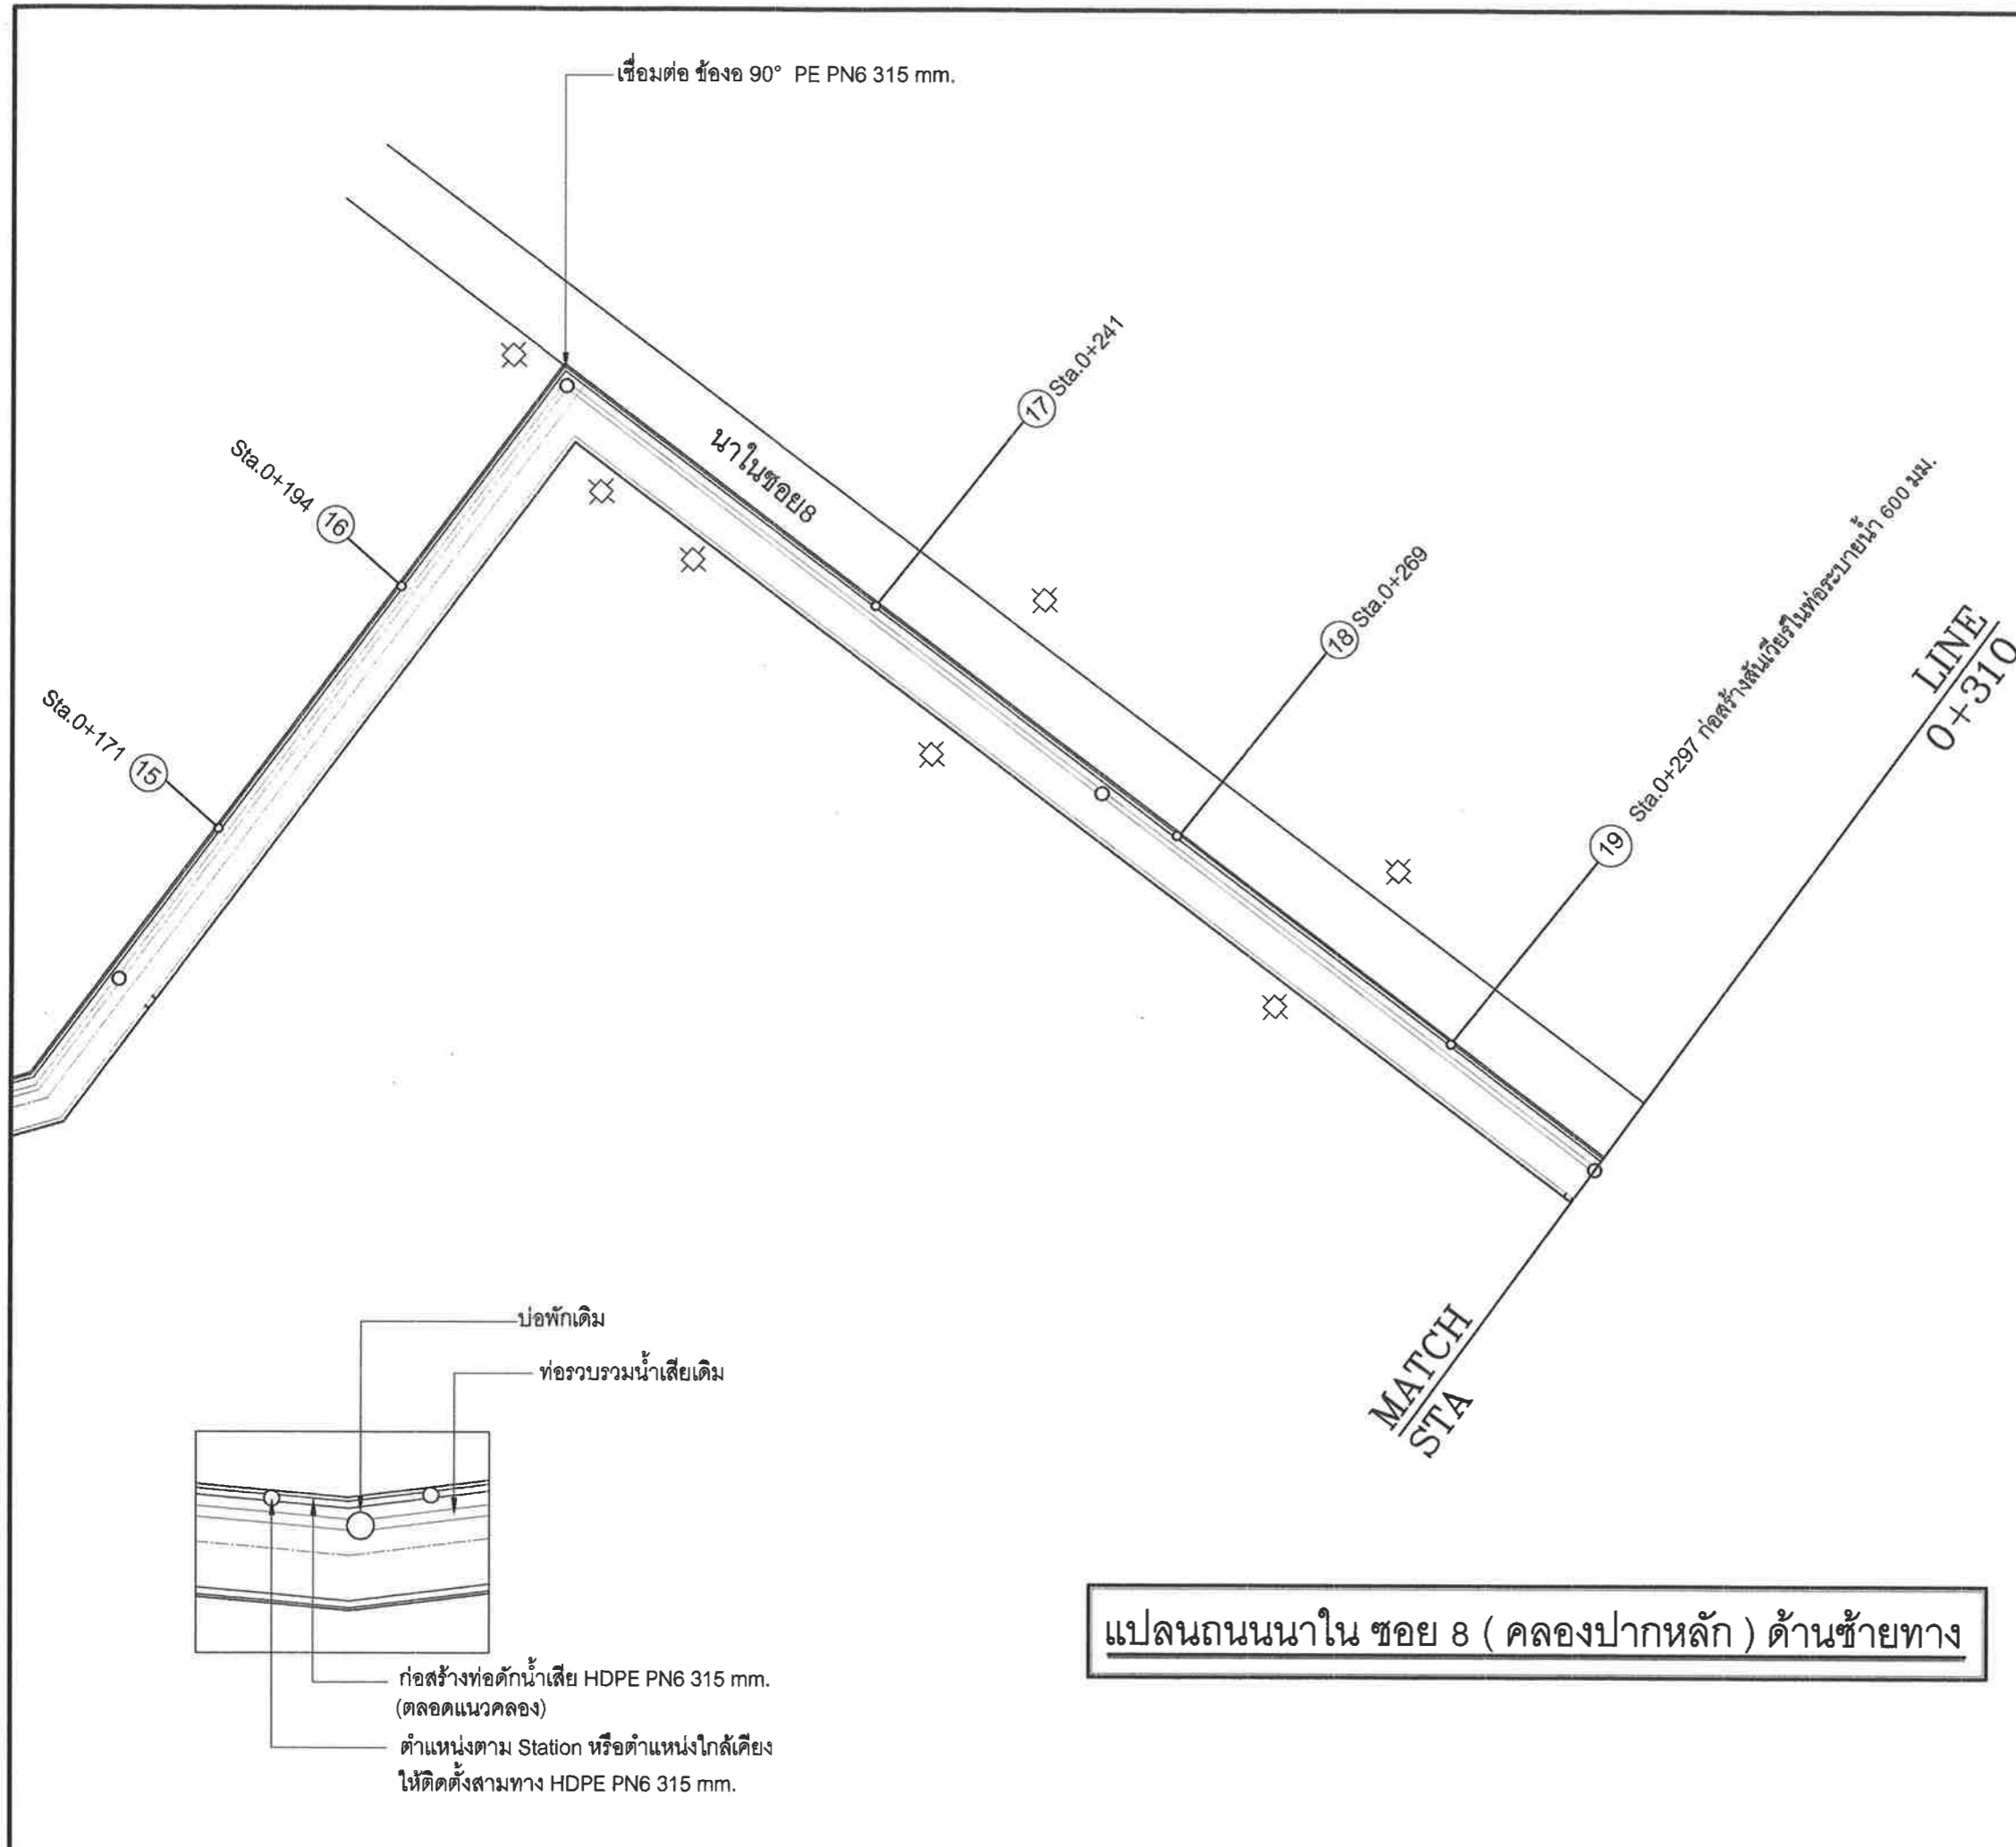 เชื่อมต่อ ข้องอ 90° PE PN6 315 mm.
17 Sta.0+241
นาในซอย8
Sta.0+194 16
18 Sta.0+269
19 Sta.0+297 ก่อสร้างสันเวียร์ในท่อระบายน้ำ 600 มม.
LINE
0+310
Sta.0+171 15
MATCH
STA
บ่อพักเดิม
ท่อรวบรวมน้ำเสียเดิม
ก่อสร้างท่อดักน้ำเสีย HDPE PN6 315 mm.
(ตลอดแนวคลอง)
ตำแหน่งตาม Station หรือตำแหน่งใกล้เคียง
ให้ติดตั้งสามทาง HDPE PN6 315 mm.
แปลนถนนนาใน ซอย 8 ( คลองปากหลัก ) ด้านซ้ายทาง